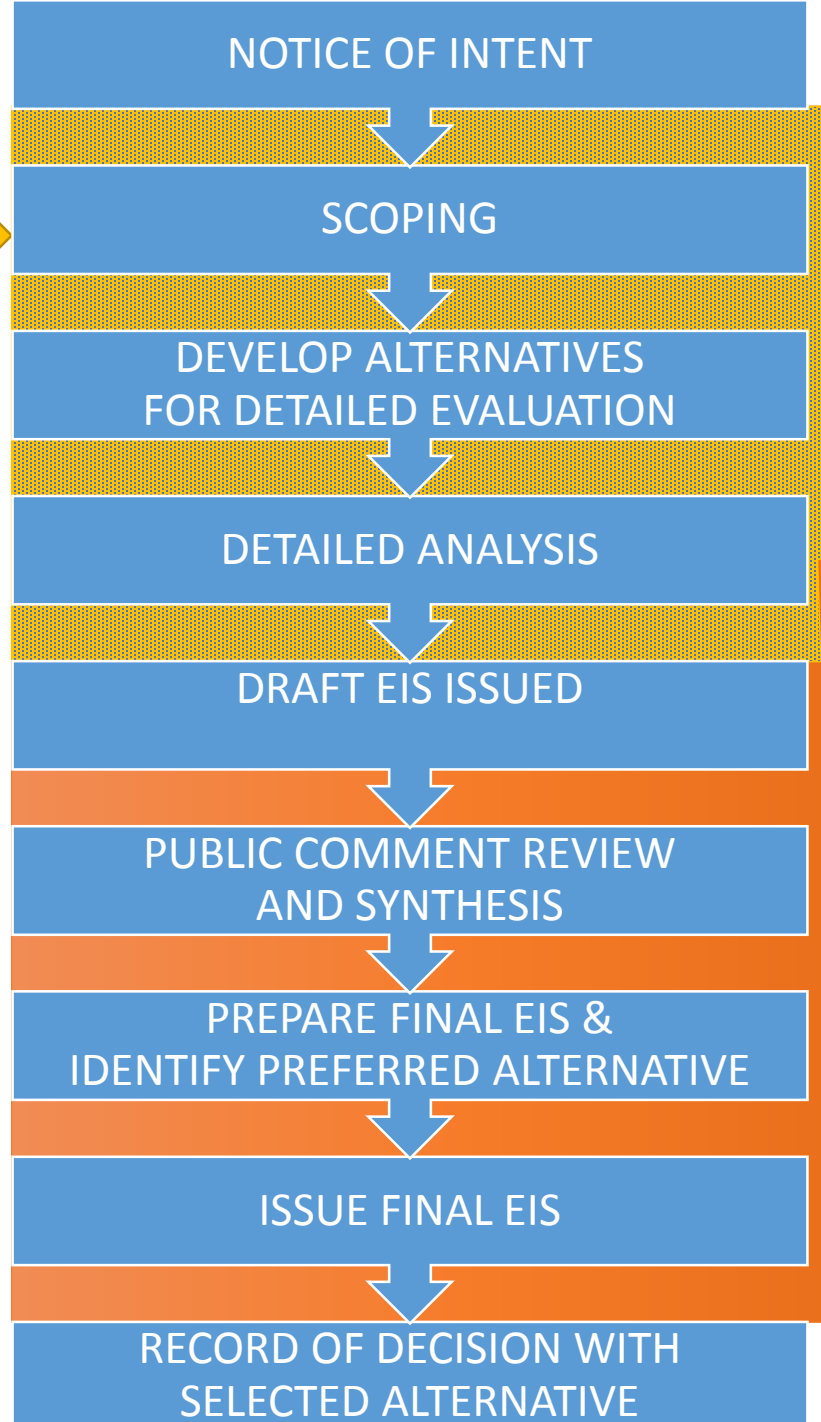 NOTICE OF INTENT
SCOPING
DEVELOP ALTERNATIVES
FOR DETAILED EVALUATION
DETAILED ANALYSIS
DRAFT EIS ISSUED
PUBLIC COMMENT REVIEW
AND SYNTHESIS
PREPARE FINAL EIS &
IDENTIFY PREFERRED ALTERNATIVE
ISSUE FINAL EIS
RECORD OF DECISION WITH
SELECTED ALTERNATIVE